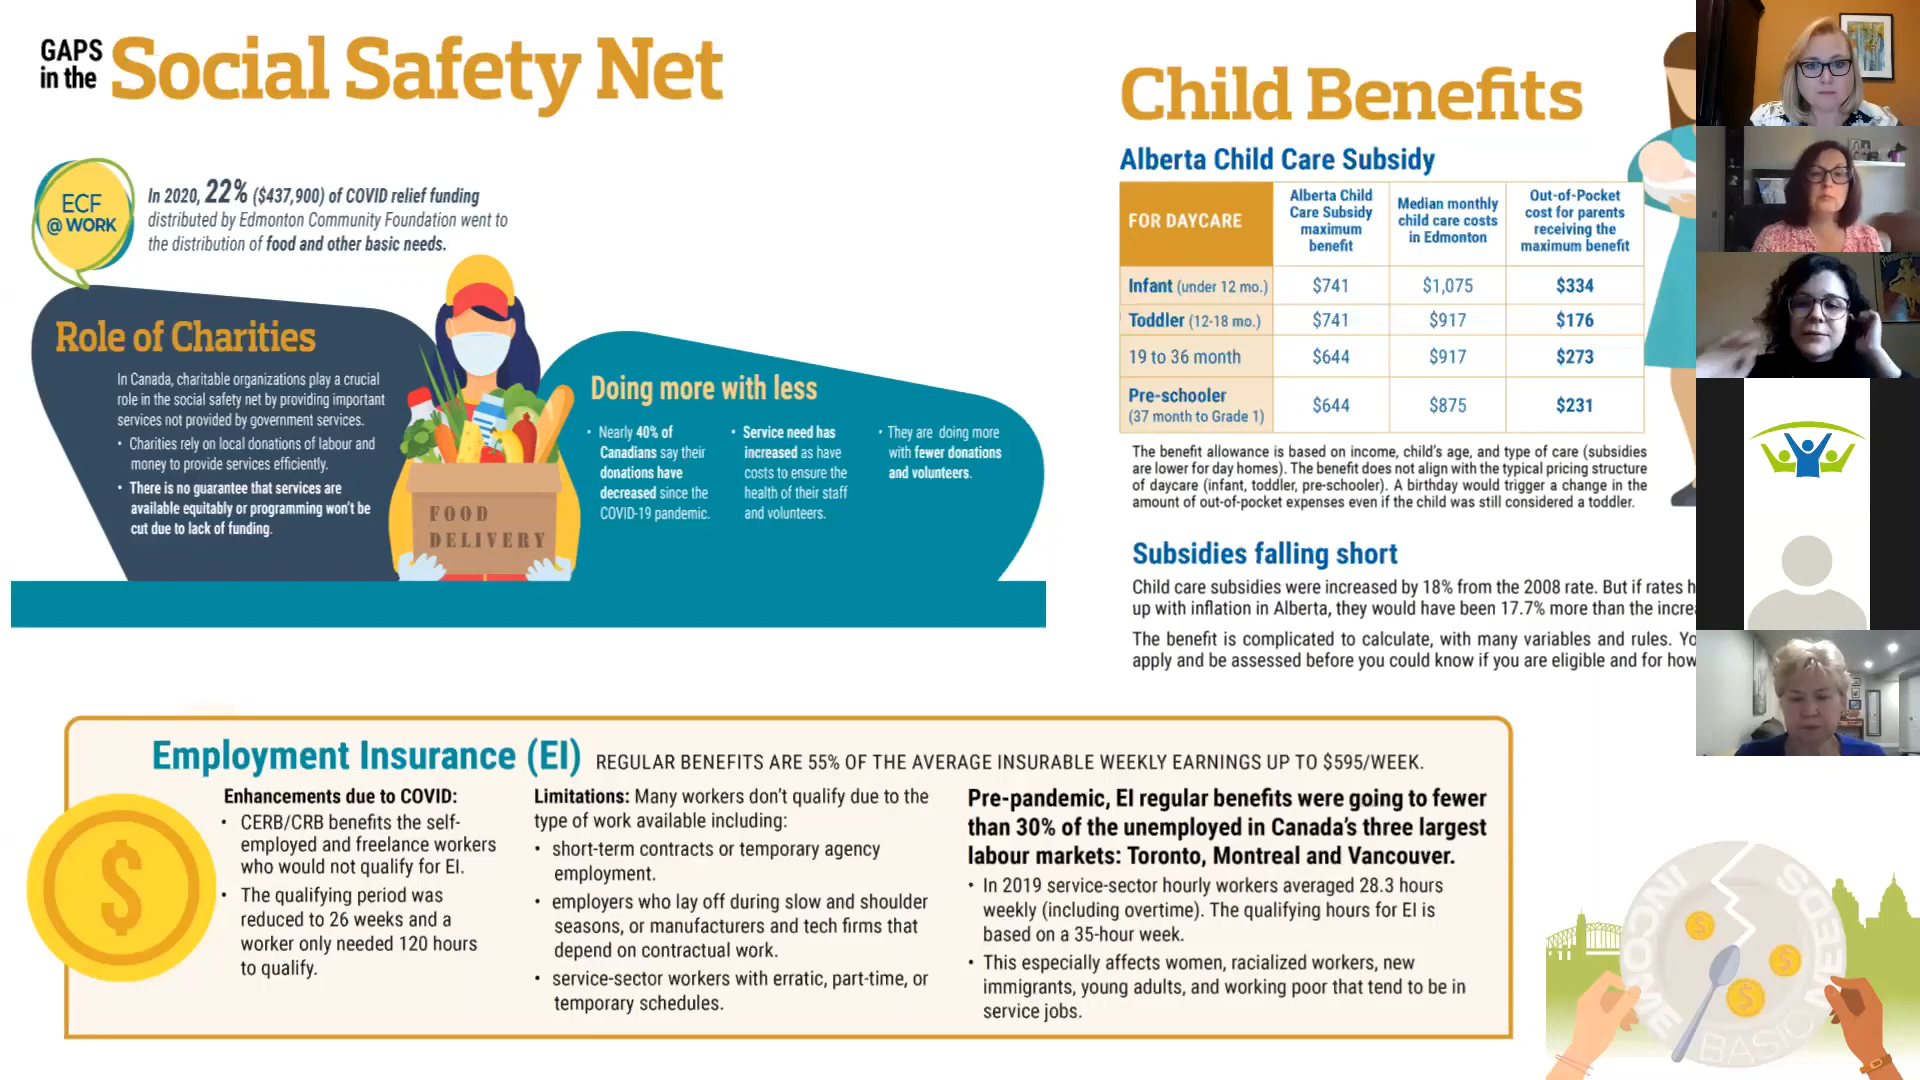 GAPS
in the
Social Safety Net
ECF
@ WORK
In 2020, 22% ($437,900) of COVID relief funding
distributed by Edmonton Community Foundation went to
the distribution of food and other basic needs.
Role of Charities
In Canada, charitable organizations play a crucial
role in the social safety net by providing important
services not provided by government services.
• Charities rely on local donations of labour and
money to provide services efficiently.
• There is no guarantee that services are
available equitably or programming won't be
cut due to lack of funding.
FOOD
DELIVERY
Doing more with less
• Nearly 40% of
Canadians say their
donations have
decreased since the
COVID-19 pandemic.
• Service need has
increased as have
costs to ensure the
health of their staff
and volunteers.
• They are doing more
with fewer donations
and volunteers.
Child Benefits
Alberta Child Care Subsidy
FOR DAYCARE
Alberta Child
Care Subsidy
maximum
benefit
Median monthly
child care costs
in Edmonton
Out-of-Pocket
cost for parents
receiving the
maximum benefit
Infant (under 12 mo.) $741 $1,075 $334
Toddler (12-18 mo.) $741 $917 $176
19 to 36 month $644 $917 $273
Pre-schooler
(37 month to Grade 1) $644 $875 $231
The benefit allowance is based on income, child's age, and type of care (subsidies
are lower for day homes). The benefit does not align with the typical pricing structure
of daycare (infant, toddler, pre-schooler). A birthday would trigger a change in the
amount of out-of-pocket expenses even if the child was still considered a toddler.
Subsidies falling short
Child care subsidies were increased by 18% from the 2008 rate. But if rates
up with inflation in Alberta, they would have been 17.7% more than the
The benefit is complicated to calculate, with many variables and rules.
apply and be assessed before you could know if you are eligible and for how
Employment Insurance (EI) REGULAR BENEFITS ARE 55% OF THE AVERAGE INSURABLE WEEKLY EARNINGS UP TO $595/WEEK.
Enhancements due to COVID:
• CERB/CRB benefits the self-
employed and freelance workers
who would not qualify for EI.
• The qualifying period was
reduced to 26 weeks and a
worker only needed 120 hours
to qualify.
Limitations: Many workers don't qualify due to the
type of work available including:
• short-term contracts or temporary agency
employment.
• employers who lay off during slow and shoulder
seasons, or manufacturers and tech firms that
depend on contractual work.
• service-sector workers with erratic, part-time, or
temporary schedules.
Pre-pandemic, EI regular benefits were going to fewer
than 30% of the unemployed in Canada's three largest
labour markets: Toronto, Montreal and Vancouver.
• In 2019 service-sector hourly workers averaged 28.3 hours
weekly (including overtime). The qualifying hours for EI is
based on a 35-hour week.
• This especially affects women, racialized workers, new
immigrants, young adults, and working poor that tend to be in
service jobs.
INCOME
BASIC NEEDS